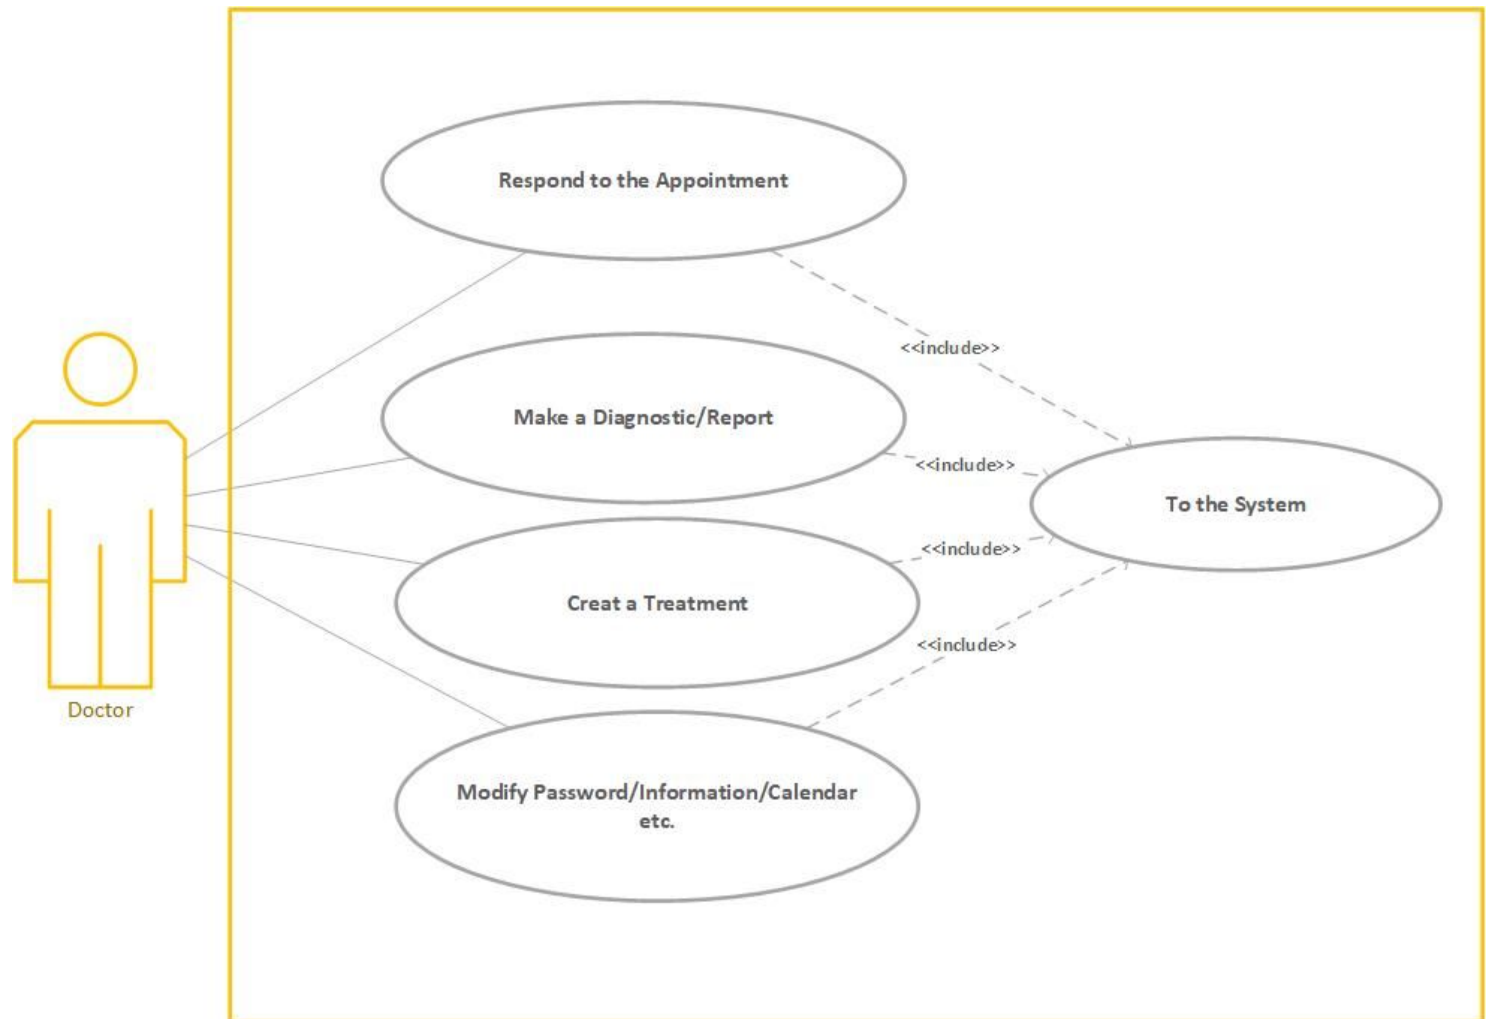 Respond to the Appointment
<<include>>
Make a Diagnostic/Report
<<include>>
To the System
<<include>>
Creat a Treatment
<<include>>
Doctor
Modify Password/Information/Calendar
etc.